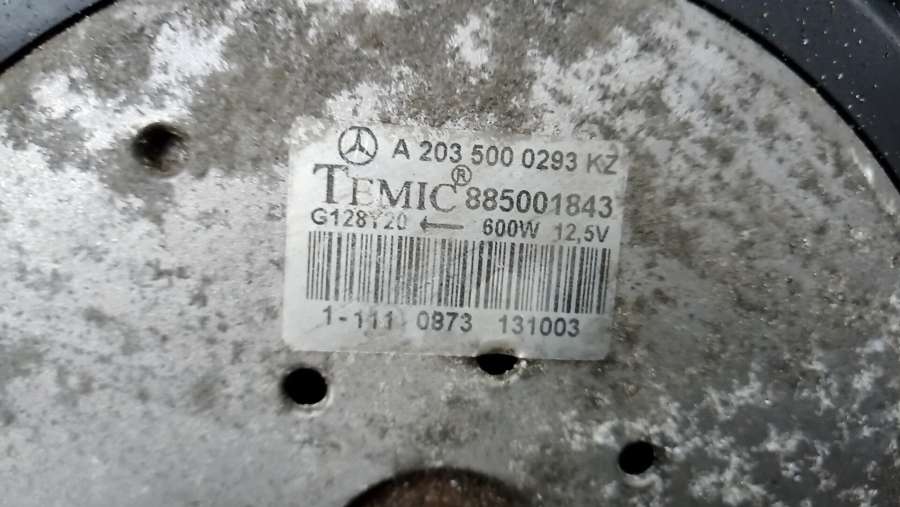 A 203 500 0293 KZ
TEMIC® 885001843
G128Y20 ← 600W 12,5V
1-111 0873 131003